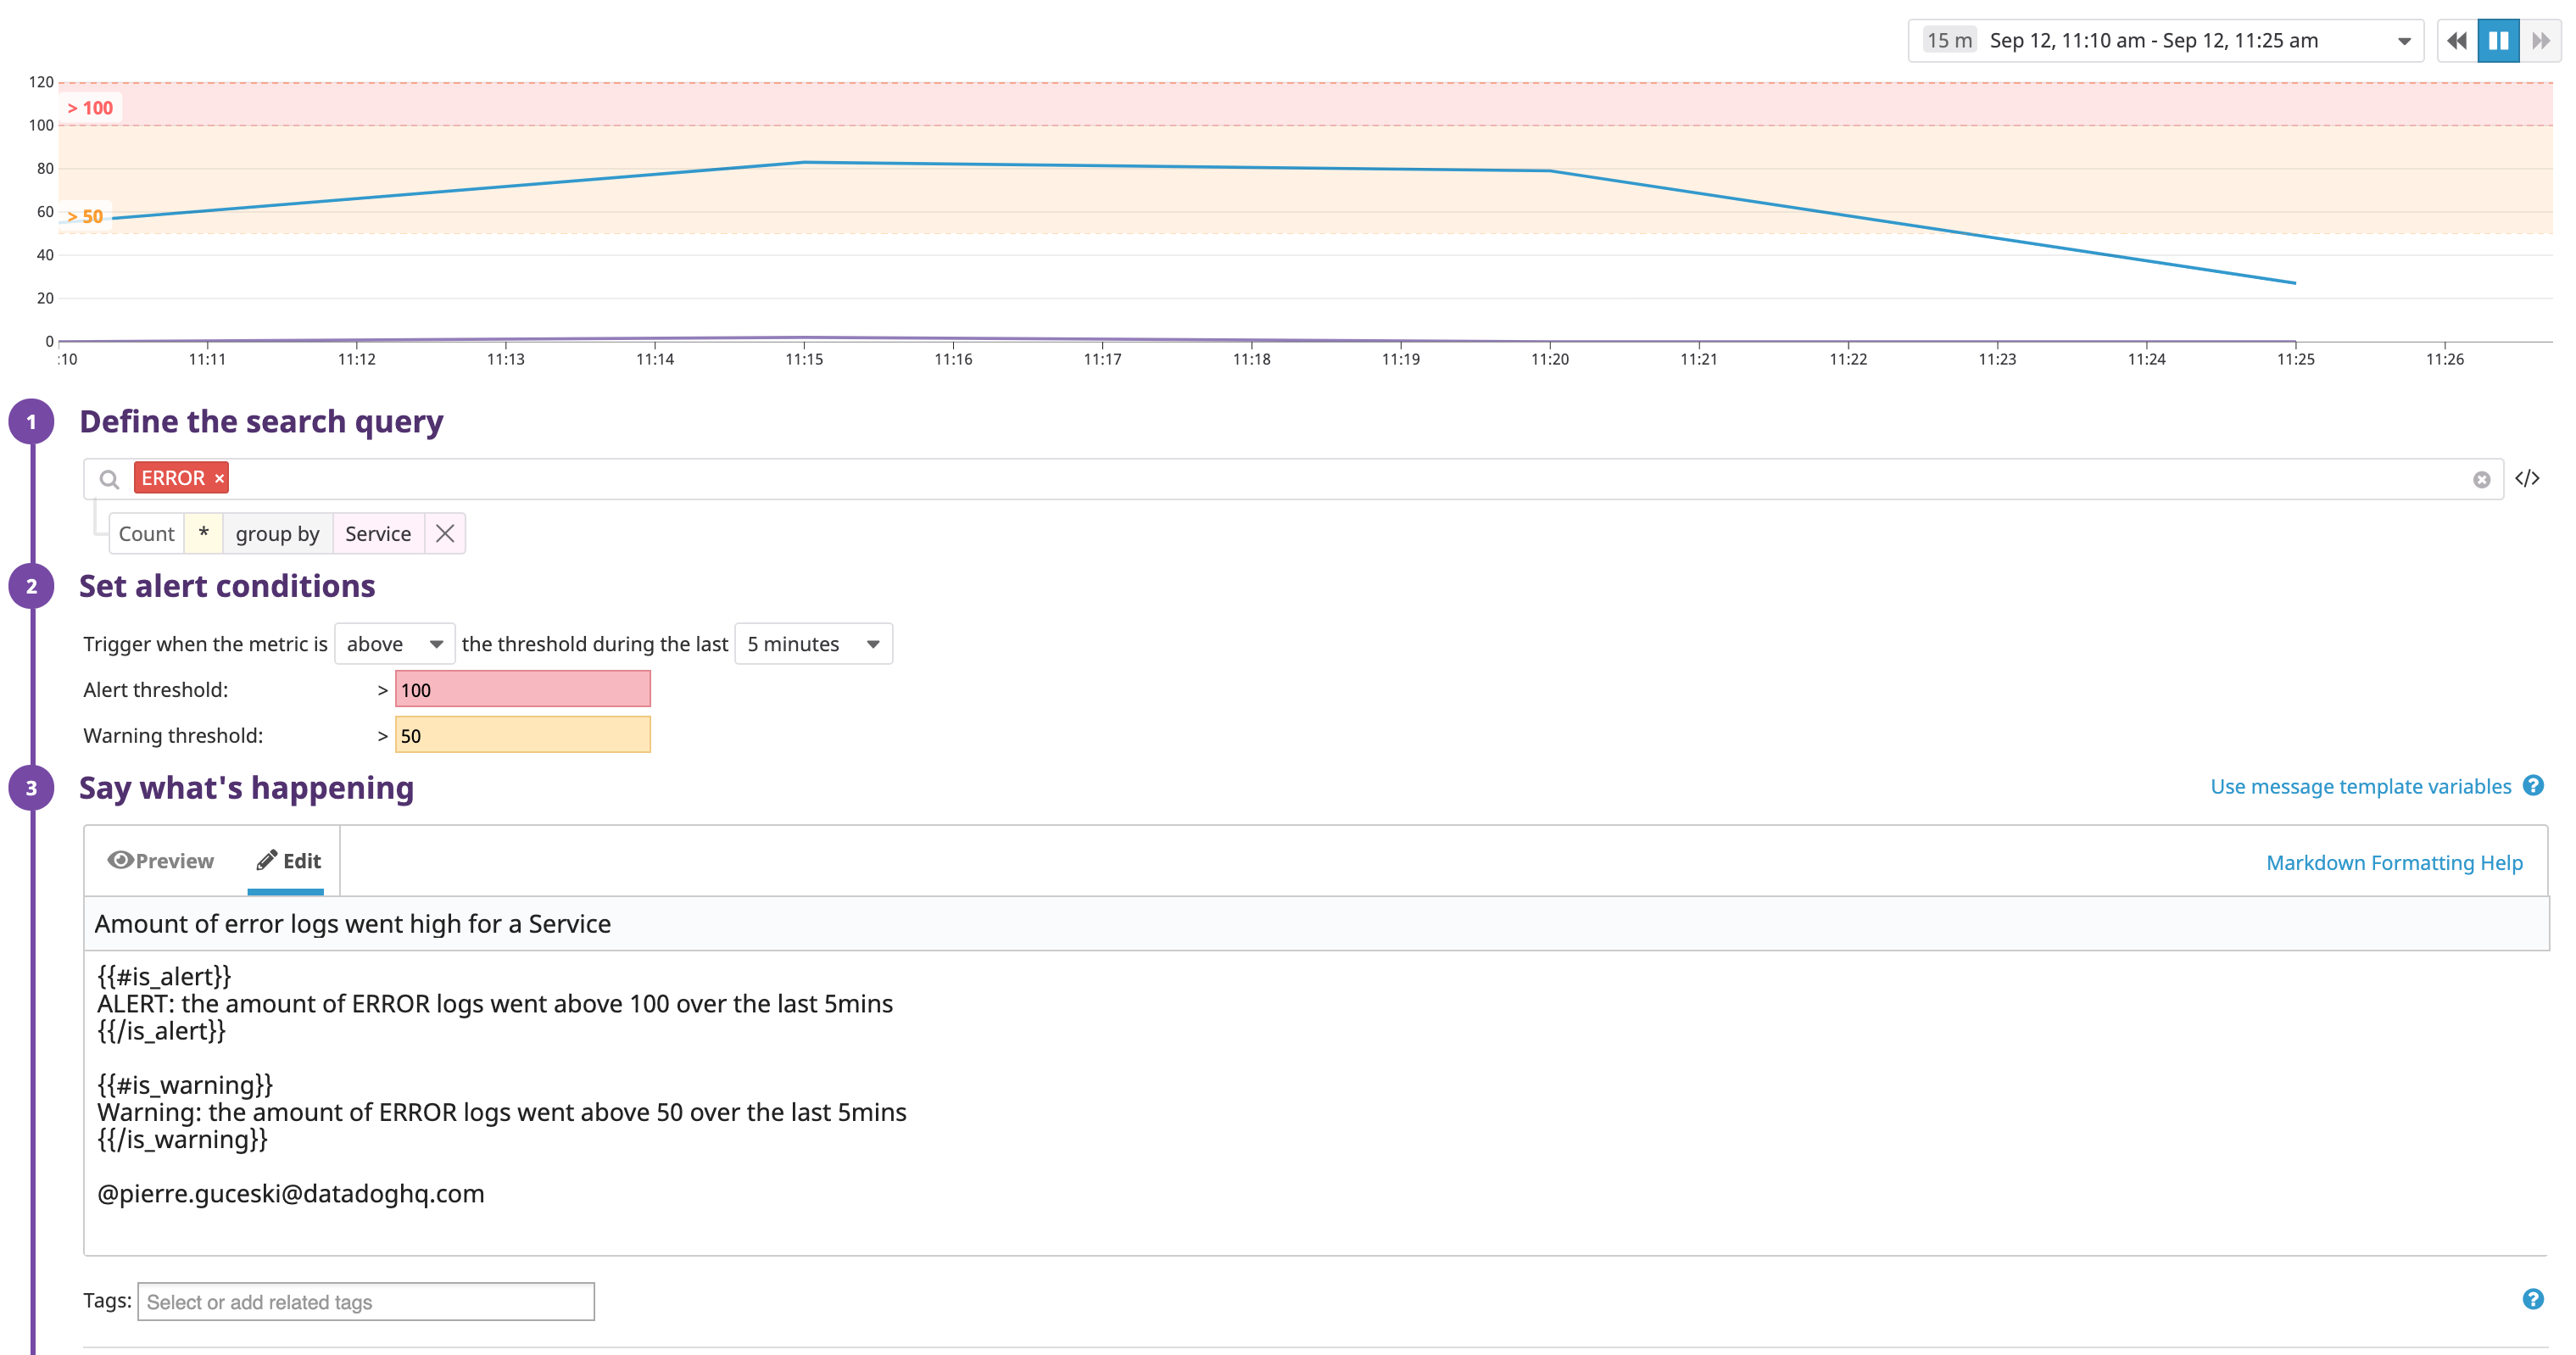 15 m Sep 12, 11:10 am - Sep 12, 11:25 am
120
> 100
100
80
60
> 50
40
20
0
:10 11:11 11:12 11:13 11:14 11:15 11:16 11:17 11:18 11:19 11:20 11:21 11:22 11:23 11:24 11:25 11:26
1 Define the search query
ERROR × </>
Count * group by Service
2 Set alert conditions
Trigger when the metric is above the threshold during the last 5 minutes
Alert threshold: > 100
Warning threshold: > 50
3 Say what's happening Use message template variables ?
Preview Edit Markdown Formatting Help
Amount of error logs went high for a Service
{{#is_alert}}
ALERT: the amount of ERROR logs went above 100 over the last 5mins
{{/is_alert}}
{{#is_warning}}
Warning: the amount of ERROR logs went above 50 over the last 5mins
{{/is_warning}}
@pierre.guceski@datadoghq.com
Tags: Select or add related tags ?